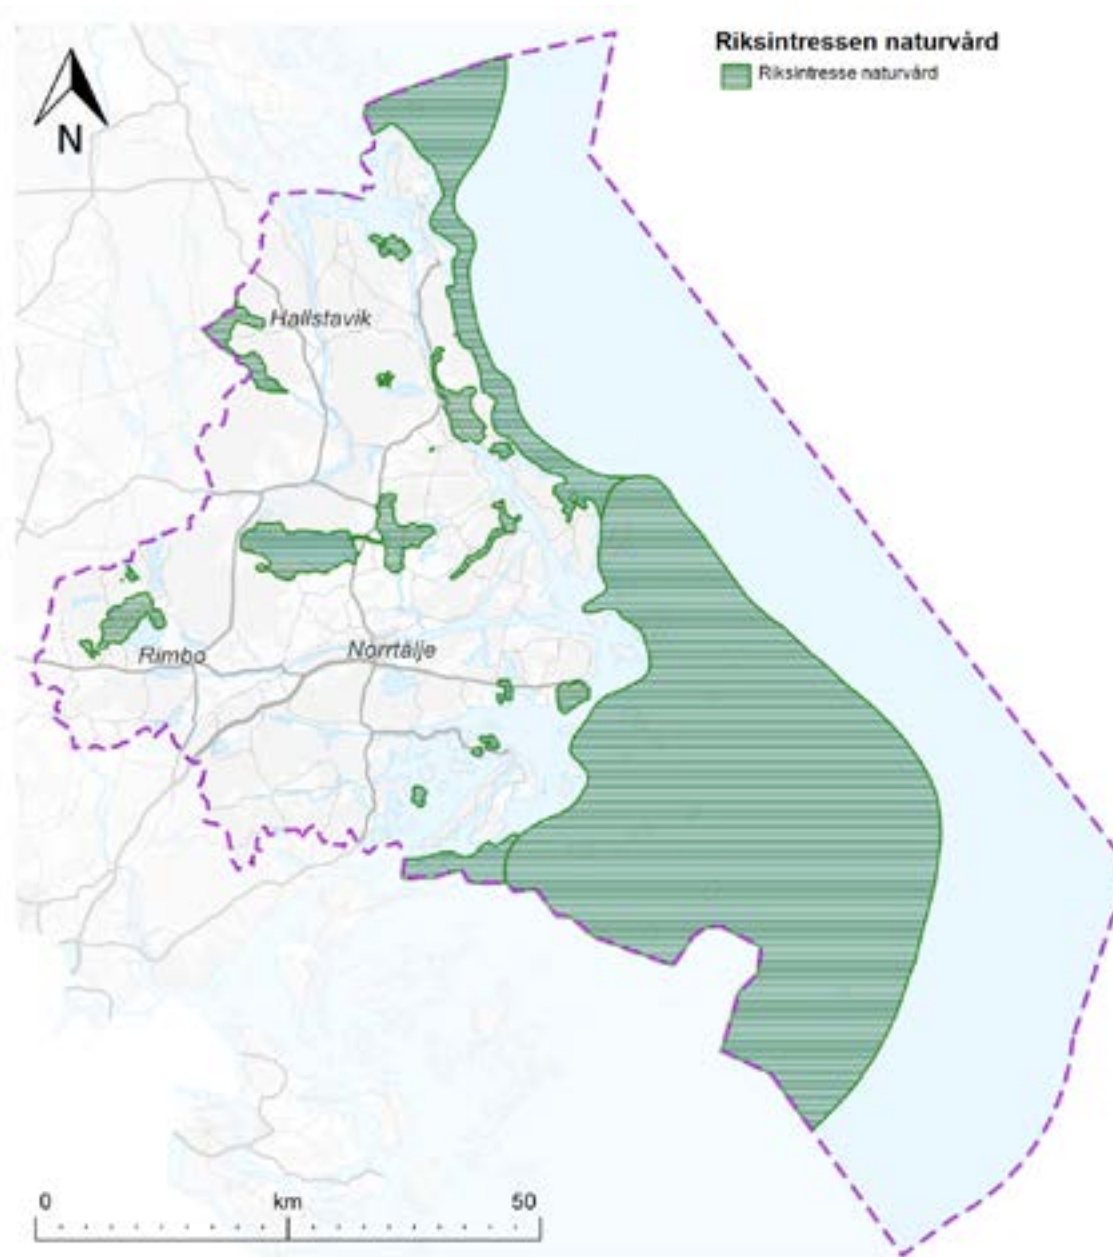 Riksintressen naturvård
Riksintresse naturvård
N
Hallstavik
Rimbo
Norrtälje
0 km 50